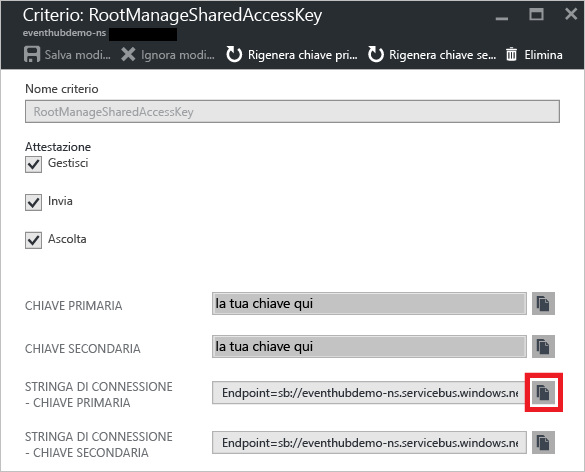 Criterio: RootManageSharedAccessKey
eventhubdemo-ns
Salva modi...
Ignora modi...
Rigenera chiave pri...
Rigenera chiave se...
Elimina
Nome criterio
RootManageSharedAccessKey
Attestazione
Gestisci
Invia
Ascolta
CHIAVE PRIMARIA
la tua chiave qui
CHIAVE SECONDARIA
la tua chiave qui
STRINGA DI CONNESSIONE
- CHIAVE PRIMARIA
Endpoint=sb://eventhubdemo-ns.servicebus.windows.ne
STRINGA DI CONNESSIONE
- CHIAVE SECONDARIA
Endpoint=sb://eventhubdemo-ns.servicebus.windows.ne